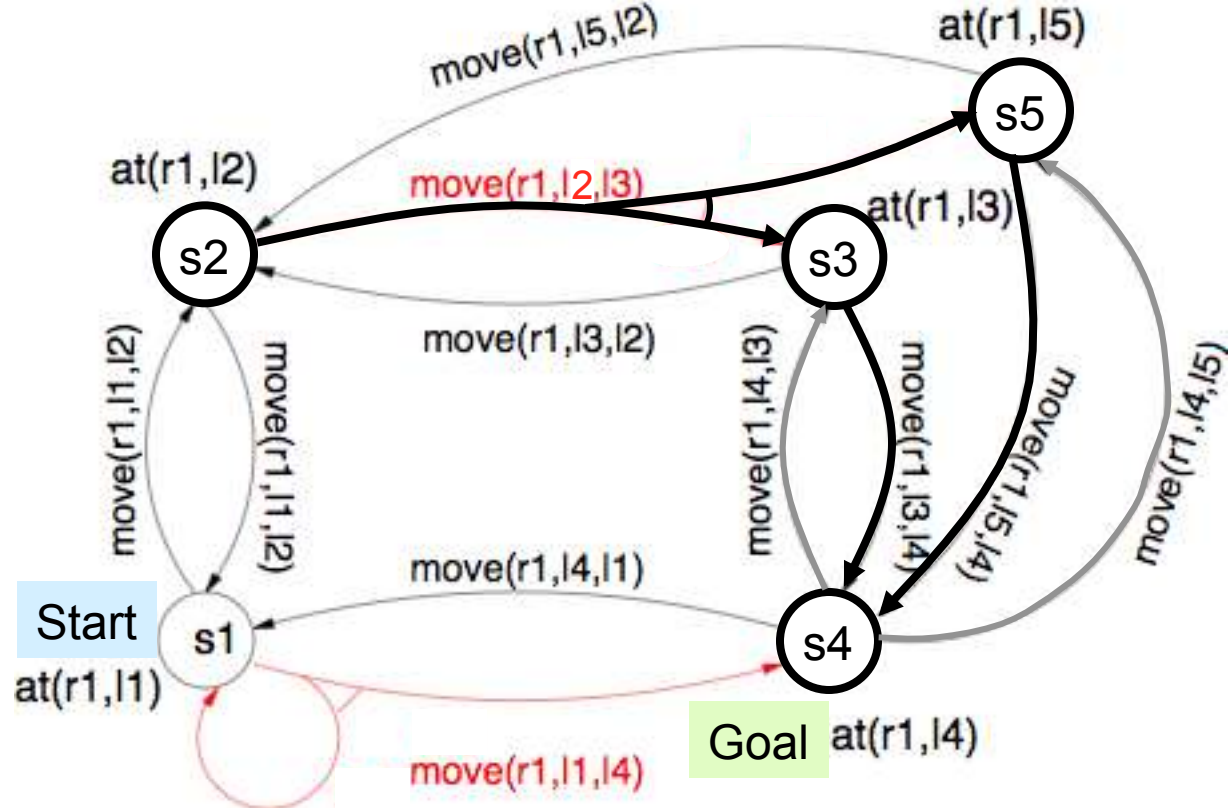 move(r1,l5,l2)
at(r1,l5)
s5
at(r1,l2)
move(r1,l2,l3)
at(r1,l3)
s2
s3
move(r1,l3,l2)
move(r1,l1,l2)
move(r1,l1,l2)
move(r1,l4,l3)
move(r1,l3,l4)
move(r1,l5,l4)
move(r1,l4,l5)
move(r1,l4,l1)
Start
s1
s4
at(r1,l1)
Goal
at(r1,l4)
move(r1,l1,l4)